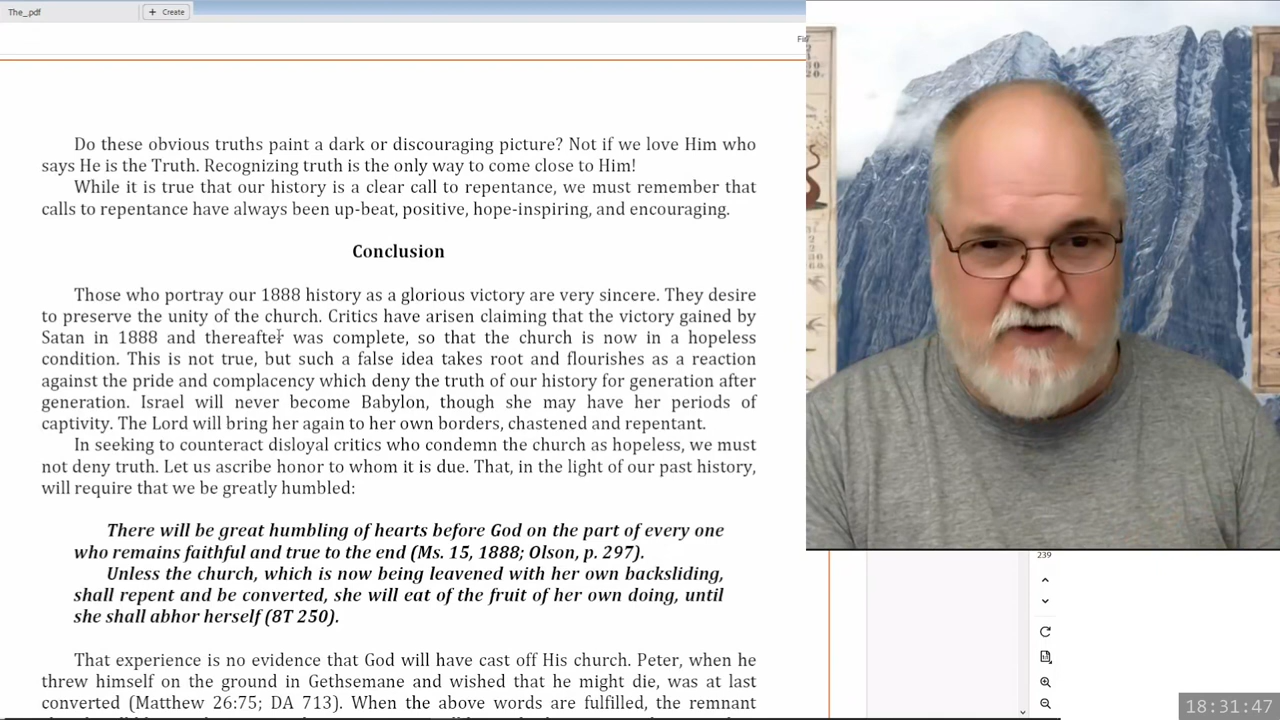 The_pdf
+ Create
Do these obvious truths paint a dark or discouraging picture? Not if we love Him who
says He is the Truth. Recognizing truth is the only way to come close to Him!
While it is true that our history is a clear call to repentance, we must remember that
calls to repentance have always been up-beat, positive, hope-inspiring, and encouraging.
Conclusion
Those who portray our 1888 history as a glorious victory are very sincere. They desire
to preserve the unity of the church. Critics have arisen claiming that the victory gained by
Satan in 1888 and thereafter was complete, so that the church is now in a hopeless
condition. This is not true, but such a false idea takes root and flourishes as a reaction
against the pride and complacency which deny the truth of our history for generation after
generation. Israel will never become Babylon, though she may have her periods of
captivity. The Lord will bring her again to her own borders, chastened and repentant.
In seeking to counteract disloyal critics who condemn the church as hopeless, we must
not deny truth. Let us ascribe honor to whom it is due. That, in the light of our past history,
will require that we be greatly humbled:
There will be great humbling of hearts before God on the part of every one
who remains faithful and true to the end (Ms. 15, 1888; Olson, p. 297).
Unless the church, which is now being leavened with her own backsliding,
shall repent and be converted, she will eat of the fruit of her own doing, until
she shall abhor herself (8T 250).
That experience is no evidence that God will have cast off His church. Peter, when he
threw himself on the ground in Gethsemane and wished that he might die, was at last
converted (Matthew 26:75; DA 713). When the above words are fulfilled, the remnant
239
18:31:47